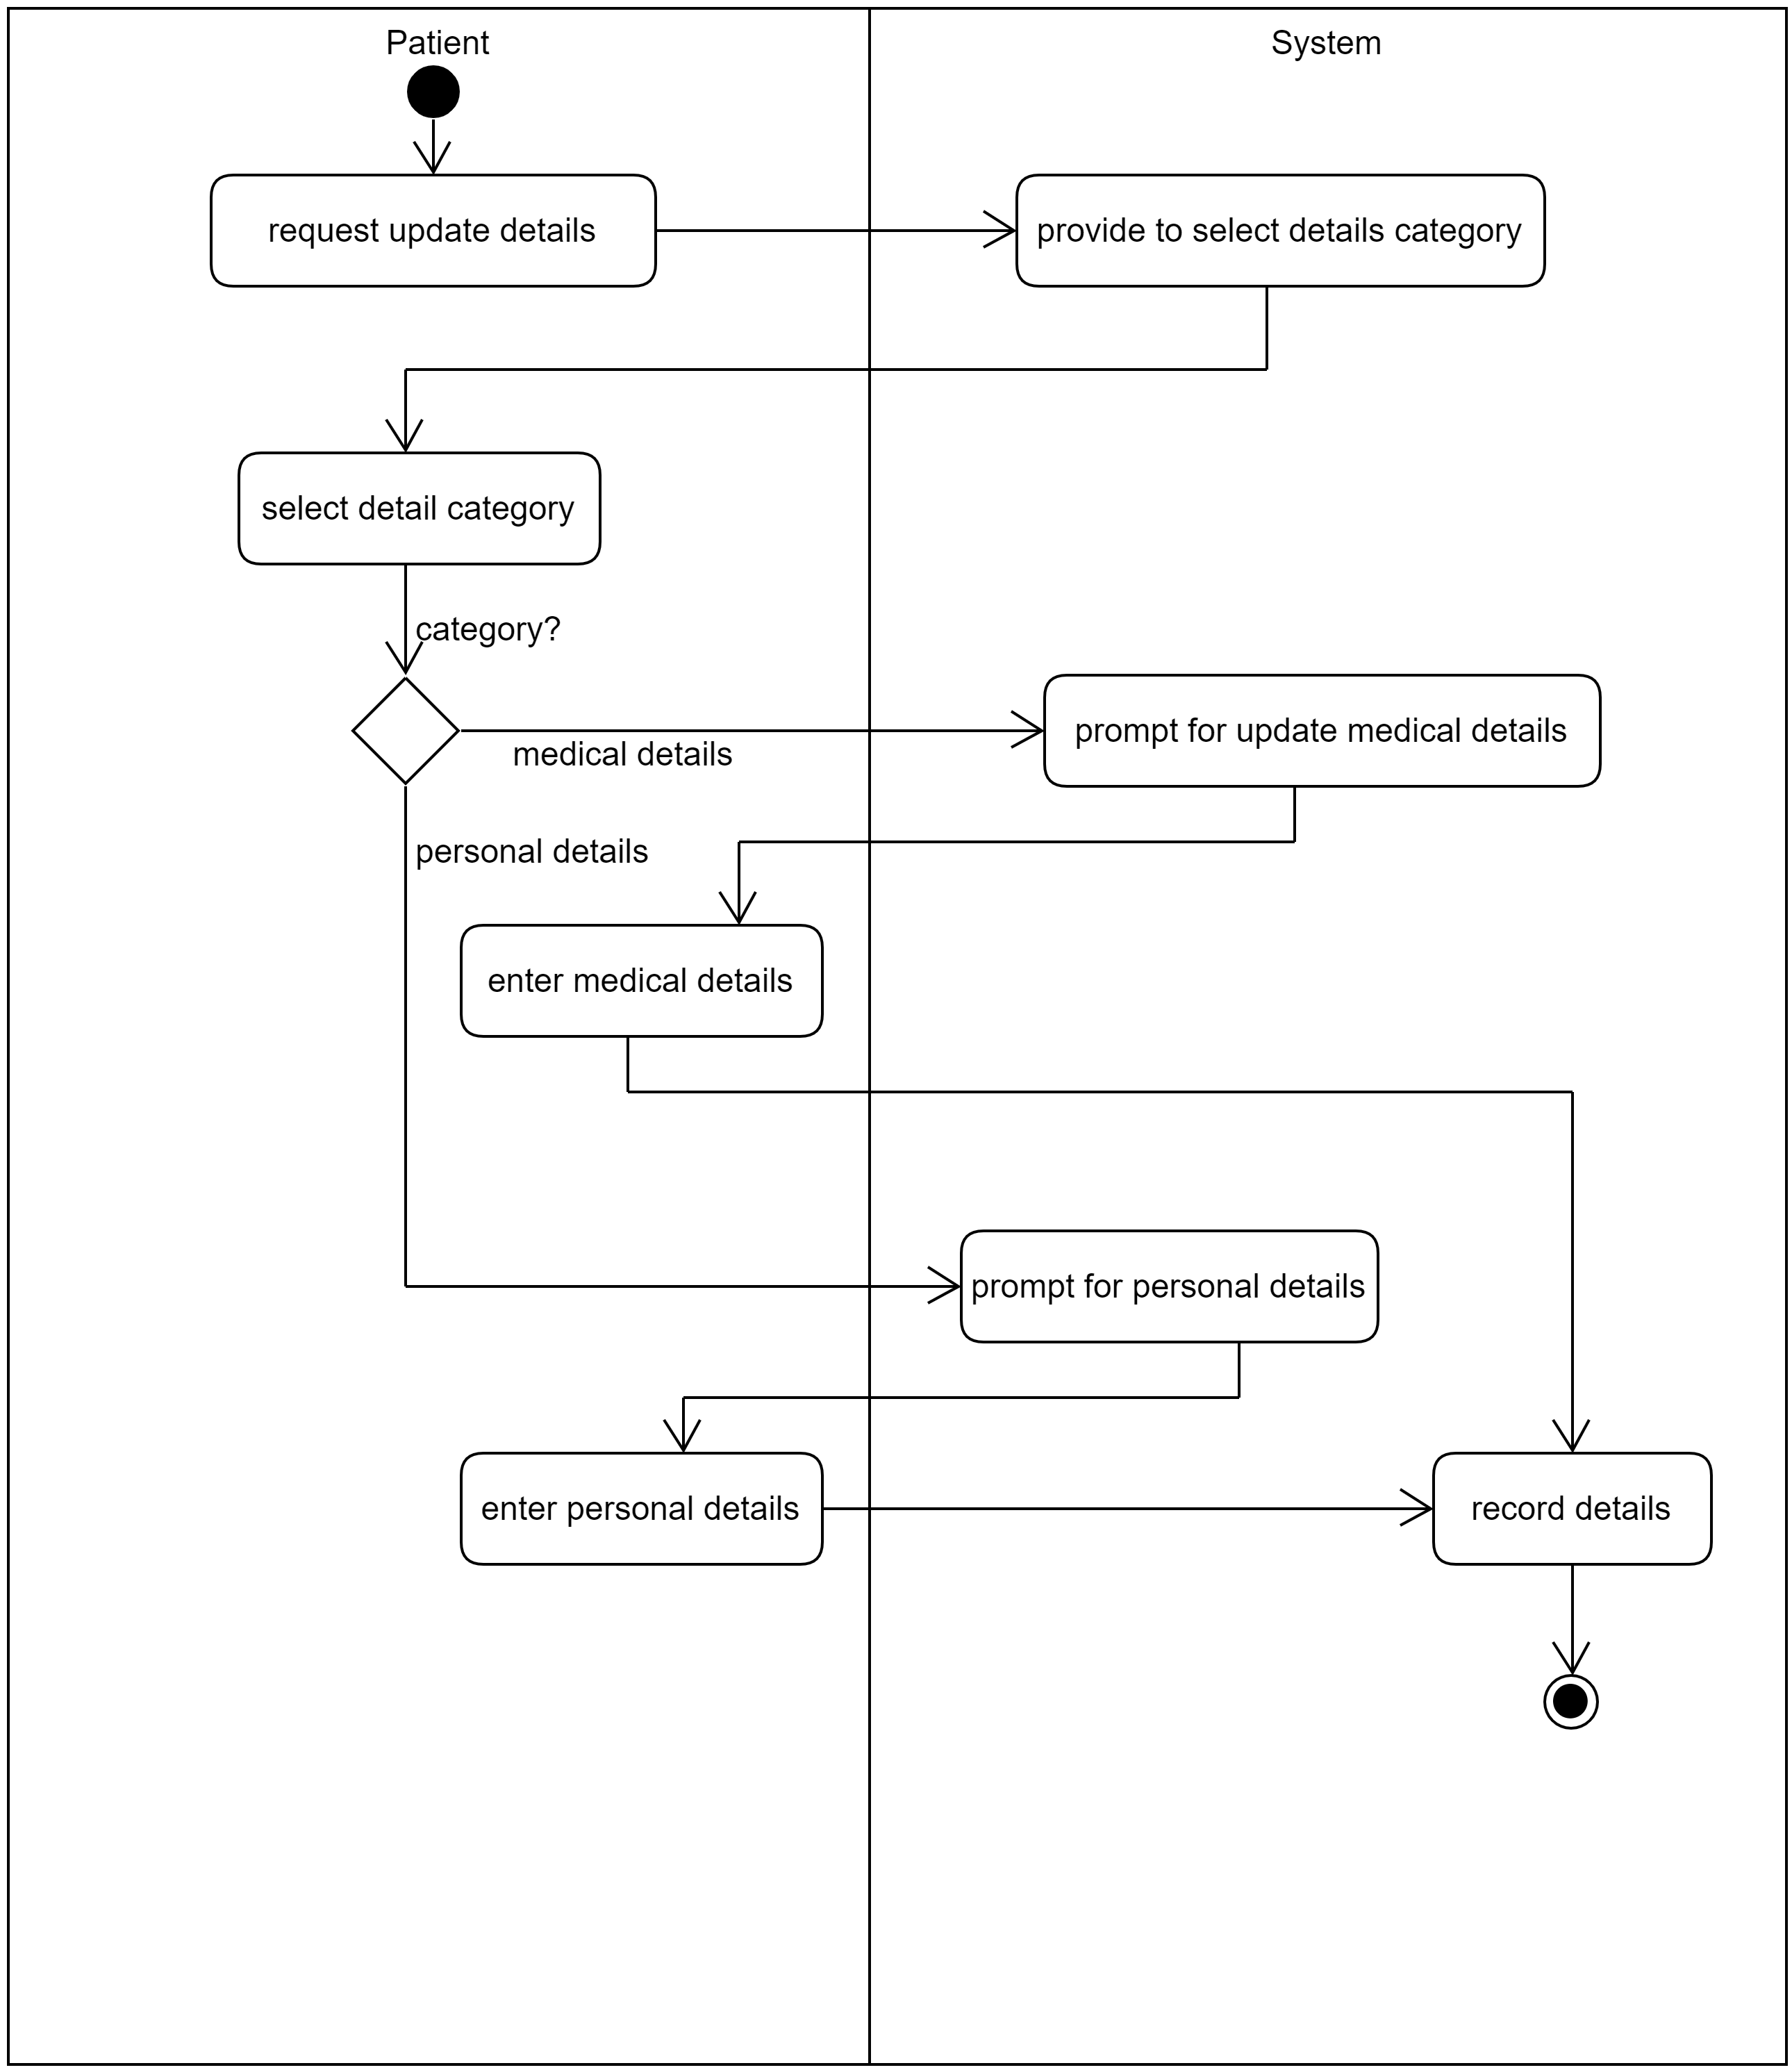 Patient
System
request update details
provide to select details category
select detail category
category?
prompt for update medical details
medical details
personal details
enter medical details
prompt for personal details
enter personal details
record details